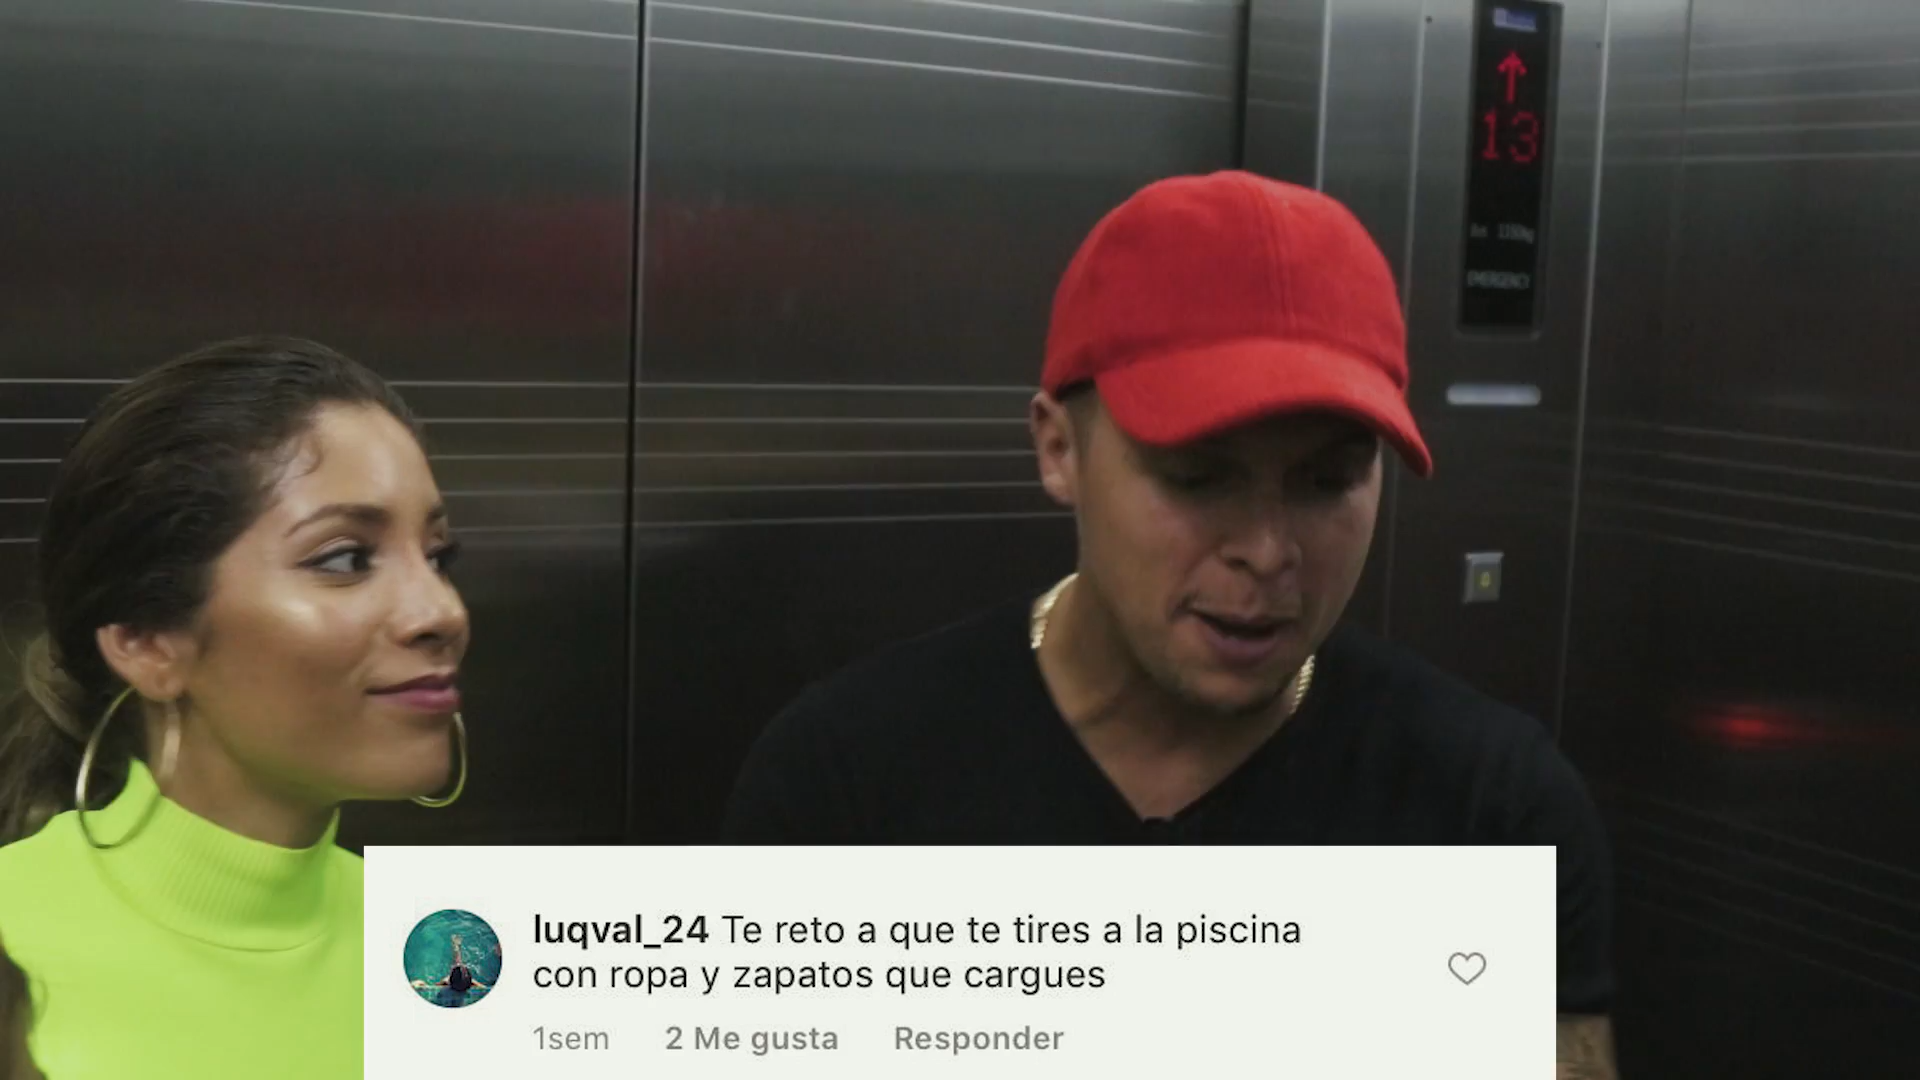 13
EMERGENCY
luqval_24 Te reto a que te tires a la piscina
con ropa y zapatos que cargues
1sem 2 Me gusta Responder